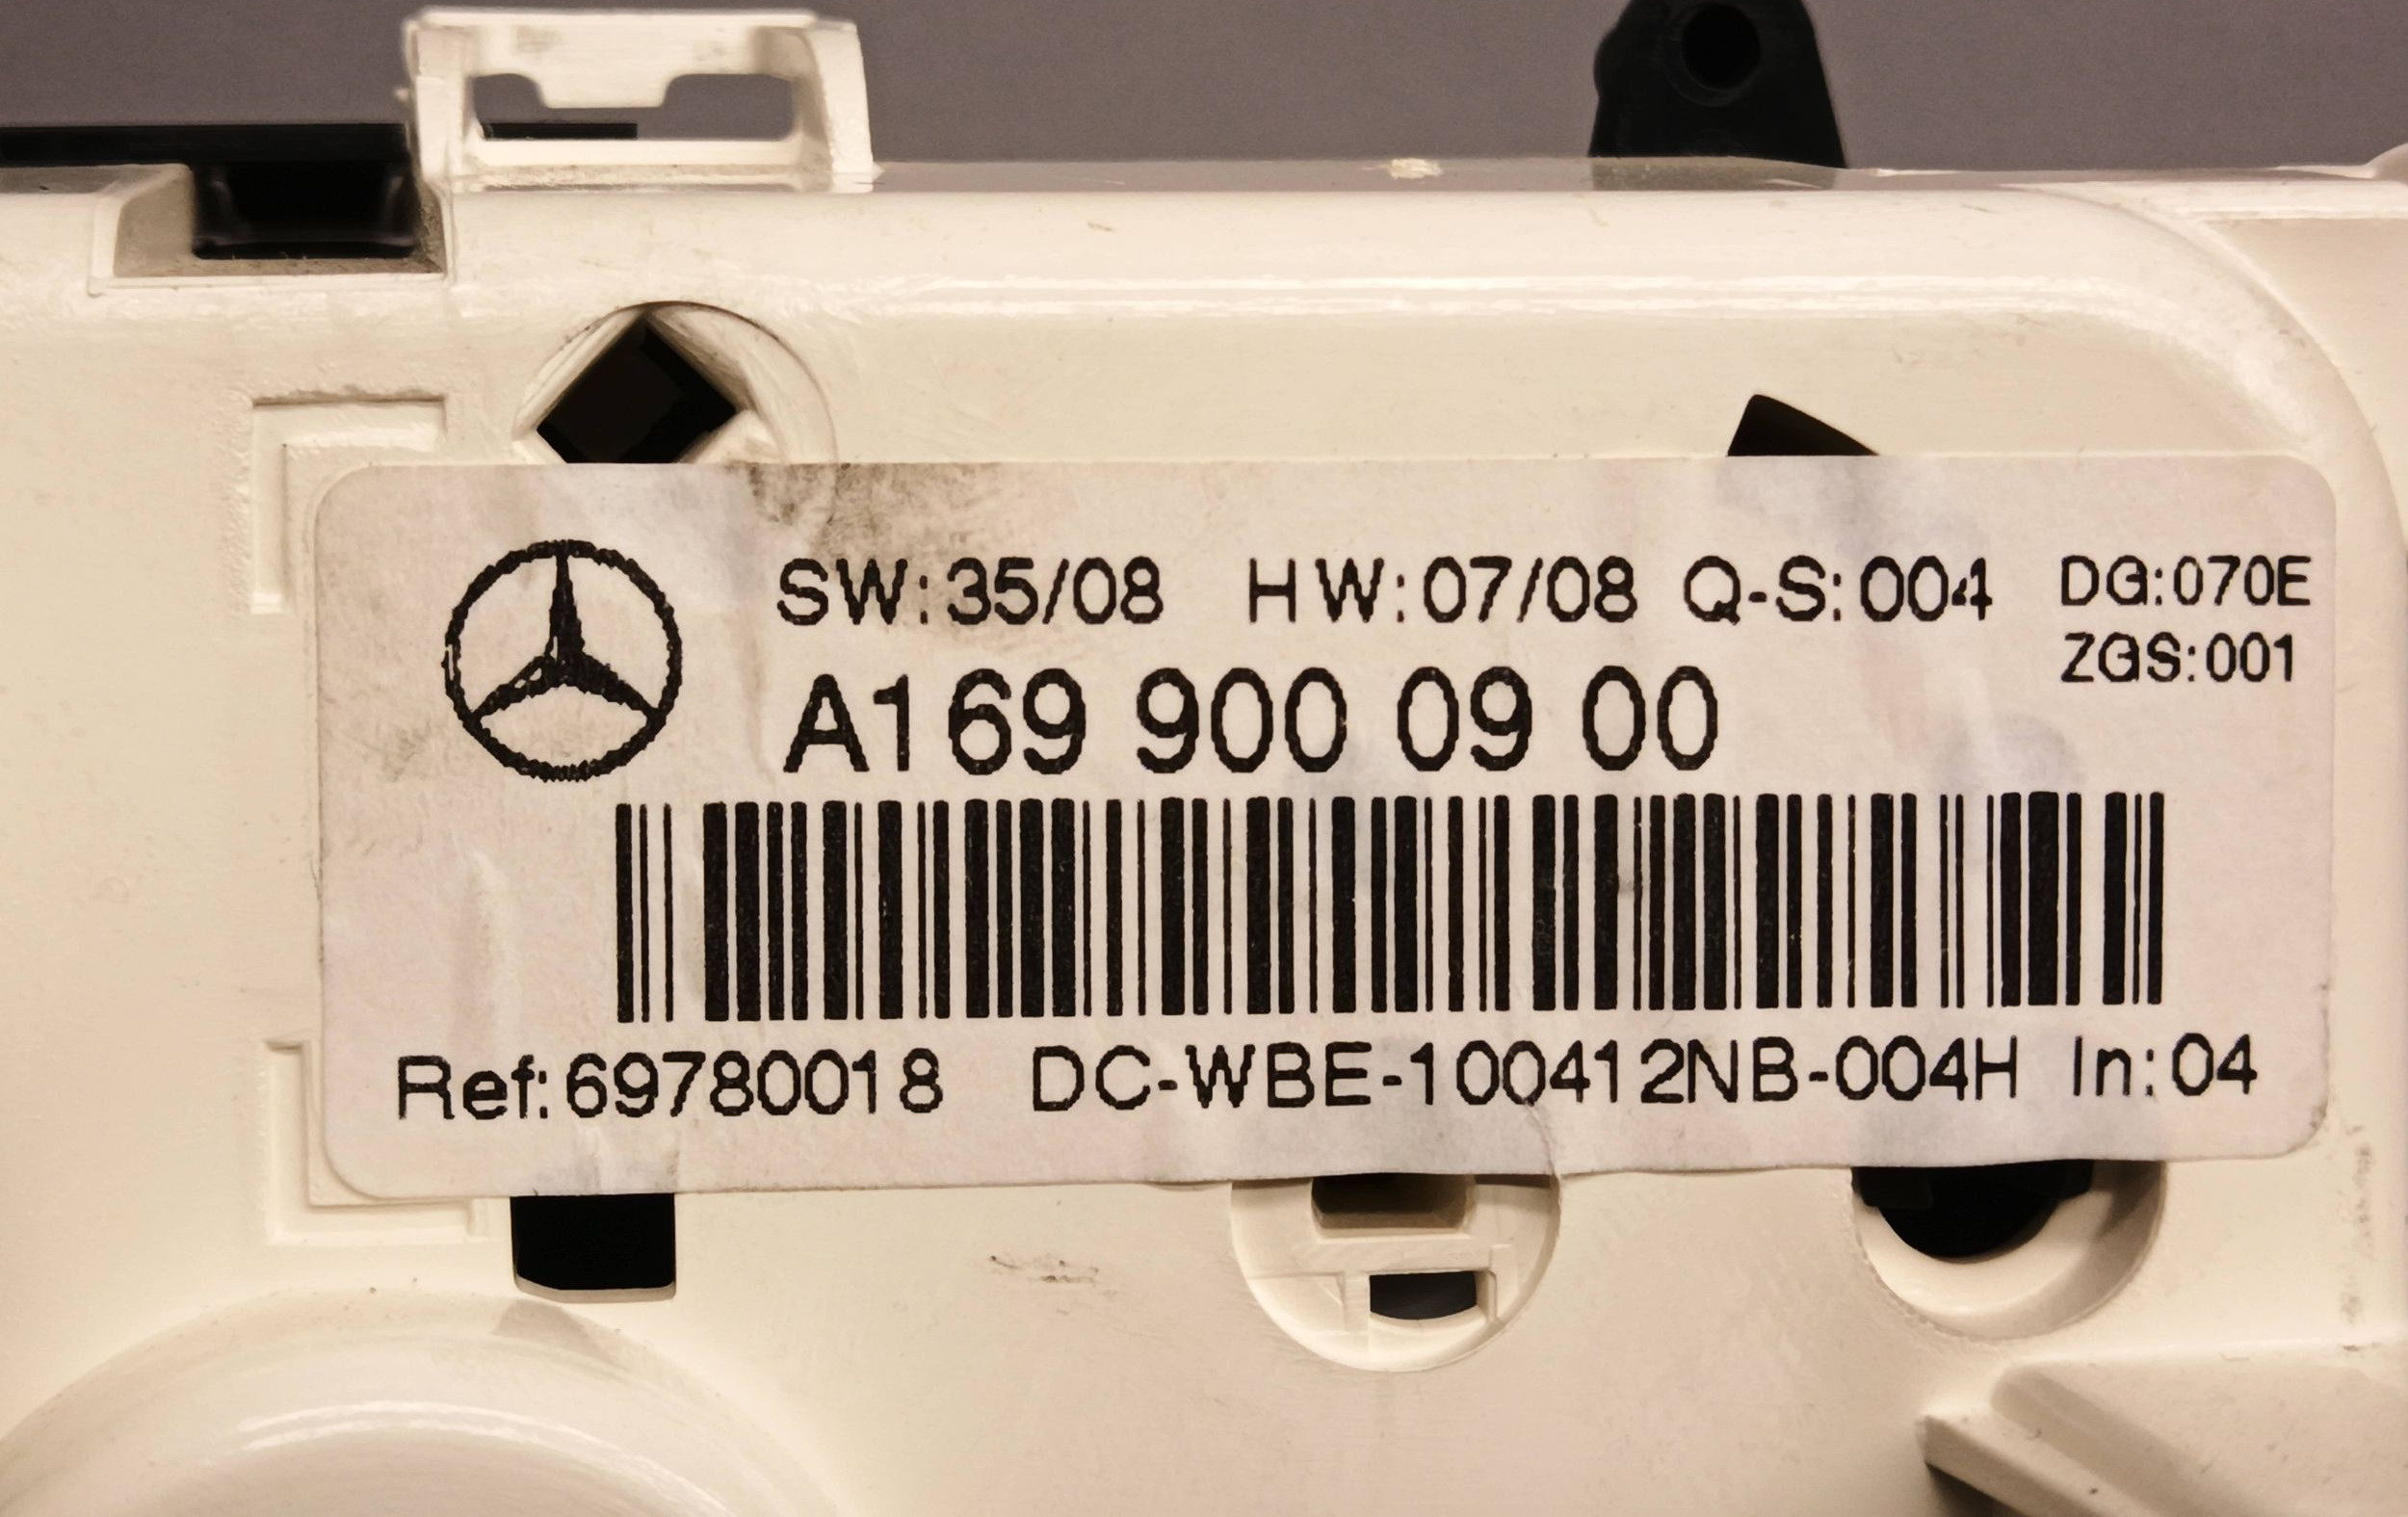 SW:35/08 HW:07/08 Q-S:004 DG:070E
ZGS:001
A169 900 09 00
Ref:69780018 DC-WBE-100412NB-004H In:04